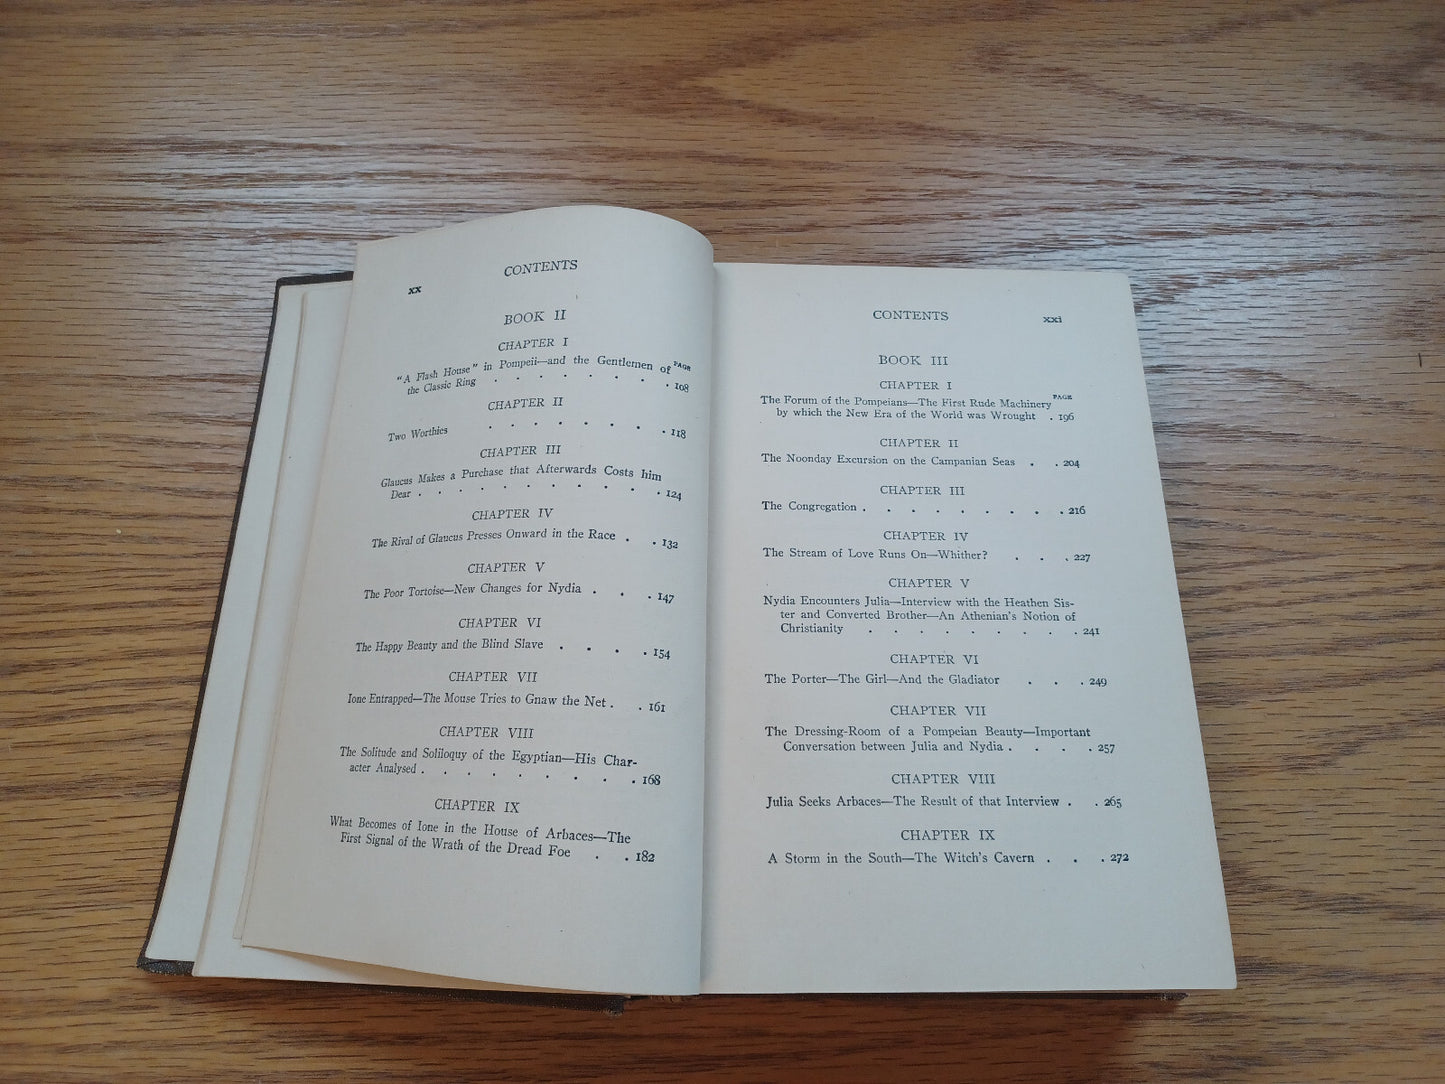 CONTENTS
xx
BOOK II
CHAPTER I
PAGE
"A Flash House" in Pompeii—and the Gentlemen of
the Classic Ring . . . . . . . 108
CHAPTER II
Two Worthies . . . . . . . . 118
CHAPTER III
Glaucus Makes a Purchase that Afterwards Costs him
Dear . . . . . . . . . . 124
CHAPTER IV
The Rival of Glaucus Presses Onward in the Race . . 132
CHAPTER V
The Poor Tortoise—New Changes for Nydia . . . 147
CHAPTER VI
The Happy Beauty and the Blind Slave . . . . 154
CHAPTER VII
Ione Entrapped—The Mouse Tries to Gnaw the Net . . 161
CHAPTER VIII
The Solitude and Soliloquy of the Egyptian—His Char-
acter Analysed . . . . . . . . 168
CHAPTER IX
What Becomes of Ione in the House of Arbaces—The
First Signal of the Wrath of the Dread Foe . . 182
CONTENTS xxi
BOOK III
CHAPTER I
PAGE
The Forum of the Pompeians—The First Rude Machinery
by which the New Era of the World was Wrought . 196
CHAPTER II
The Noonday Excursion on the Campanian Seas . . 204
CHAPTER III
The Congregation . . . . . . . . 216
CHAPTER IV
The Stream of Love Runs On—Whither? . . . 227
CHAPTER V
Nydia Encounters Julia—Interview with the Heathen Sis-
ter and Converted Brother—An Athenian's Notion of
Christianity . . . . . . . . 241
CHAPTER VI
The Porter—The Girl—And the Gladiator . . . 249
CHAPTER VII
The Dressing-Room of a Pompeian Beauty—Important
Conversation between Julia and Nydia . . . . 257
CHAPTER VIII
Julia Seeks Arbaces—The Result of that Interview . . 265
CHAPTER IX
A Storm in the South—The Witch's Cavern . . . 272